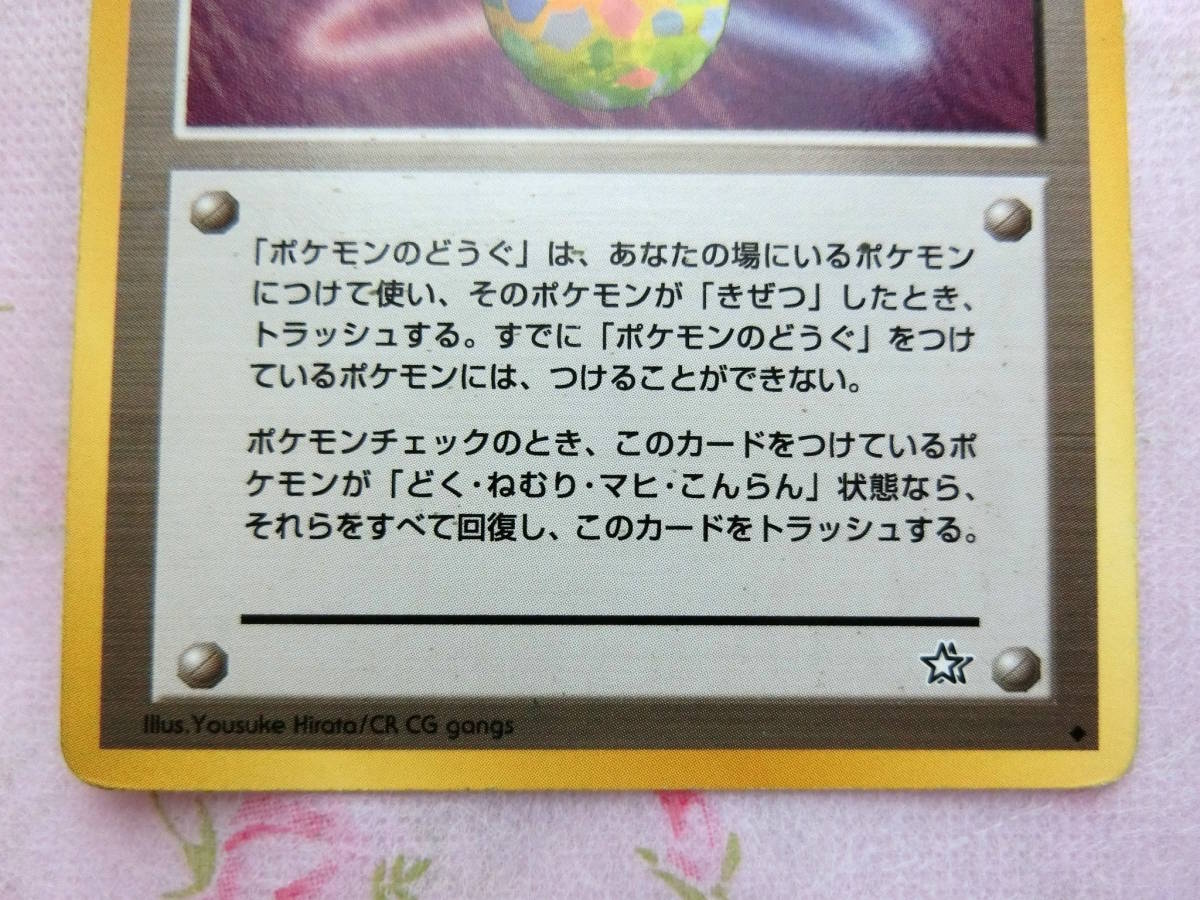 「ポケモンのどうぐ」は、あなたの場にいるポケモン
につけて使い、そのポケモンが「きぜつ」したとき、
トラッシュする。すでに「ポケモンのどうぐ」をつけ
ているポケモンには、つけることができない。
ポケモンチェックのとき、このカードをつけているポ
ケモンが「どく・ねむり・マヒ・こんらん」状態なら、
それらをすべて回復し、このカードをトラッシュする。
Illus.Yousuke Hirata/CR CG gangs